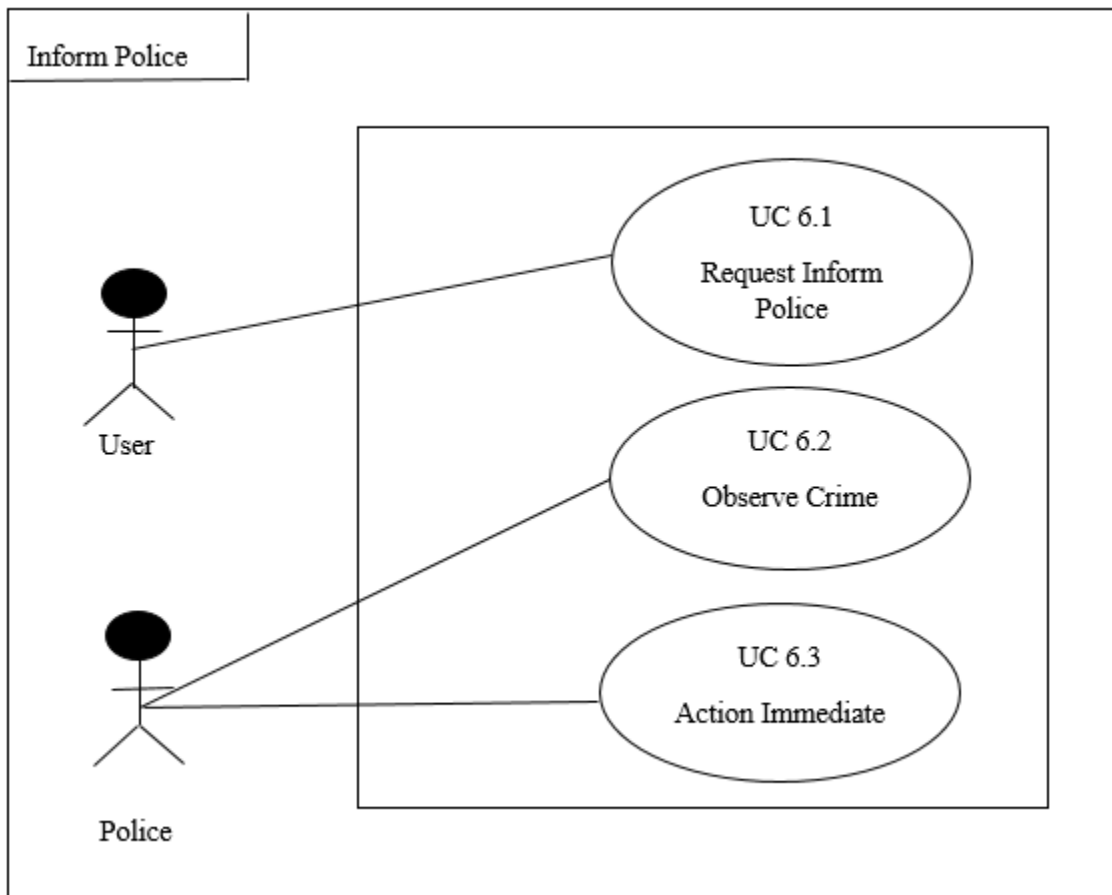 Inform Police
UC 6.1
Request Inform
Police
User
UC 6.2
Observe Crime
UC 6.3
Action Immediate
Police